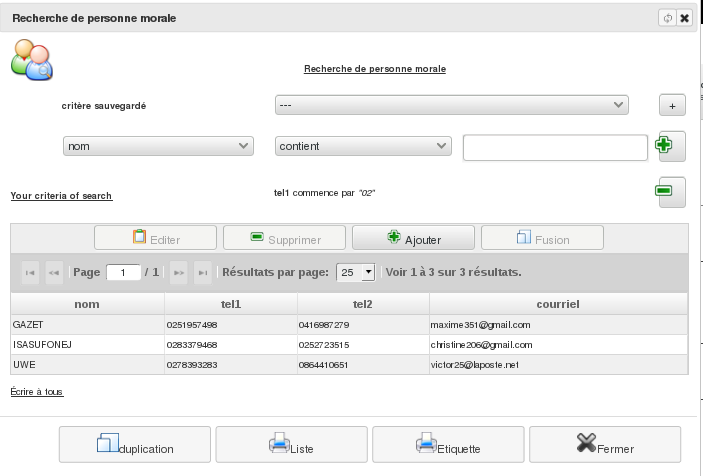 Recherche de personne morale
Recherche de personne morale
critère sauvegardé --- +
nom contient
Your criteria of search tel1 commence par "02"
Editer Supprimer Ajouter Fusion
Page 1 / 1 Résultats par page: 25 Voir 1 à 3 sur 3 résultats.
nom tel1 tel2 courriel
GAZET 0251957498 0416987279 maxime351@gmail.com
ISASUFONEJ 0283379468 0252723515 christine206@gmail.com
UWE 0278393283 0864410651 victor25@laposte.net
Écrire à tous
duplication Liste Etiquette Fermer